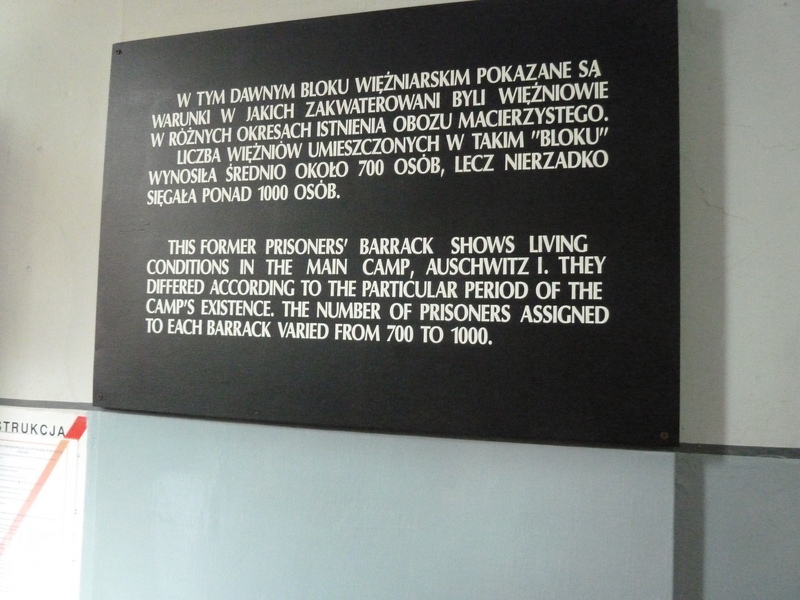 W TYM DAWNYM BLOKU WIĘŹNIARSKIM POKAZANE SĄ
WARUNKI W JAKICH ZAKWATEROWANI BYLI WIĘŹNIOWIE
W RÓŻNYCH OKRESACH ISTNIENIA OBOZU MACIERZYSTEGO.
LICZBA WIĘŹNIÓW UMIESZCZONYCH W TAKIM "BLOKU"
WYNOSIŁA ŚREDNIO OKOŁO 700 OSÓB, LECZ NIERZADKO
SIĘGAŁA PONAD 1000 OSÓB.
THIS FORMER PRISONERS' BARRACK SHOWS LIVING
CONDITIONS IN THE MAIN CAMP, AUSCHWITZ I. THEY
DIFFERED ACCORDING TO THE PARTICULAR PERIOD OF THE
CAMP'S EXISTENCE. THE NUMBER OF PRISONERS ASSIGNED
TO EACH BARRACK VARIED FROM 700 TO 1000.
STRUKCJA